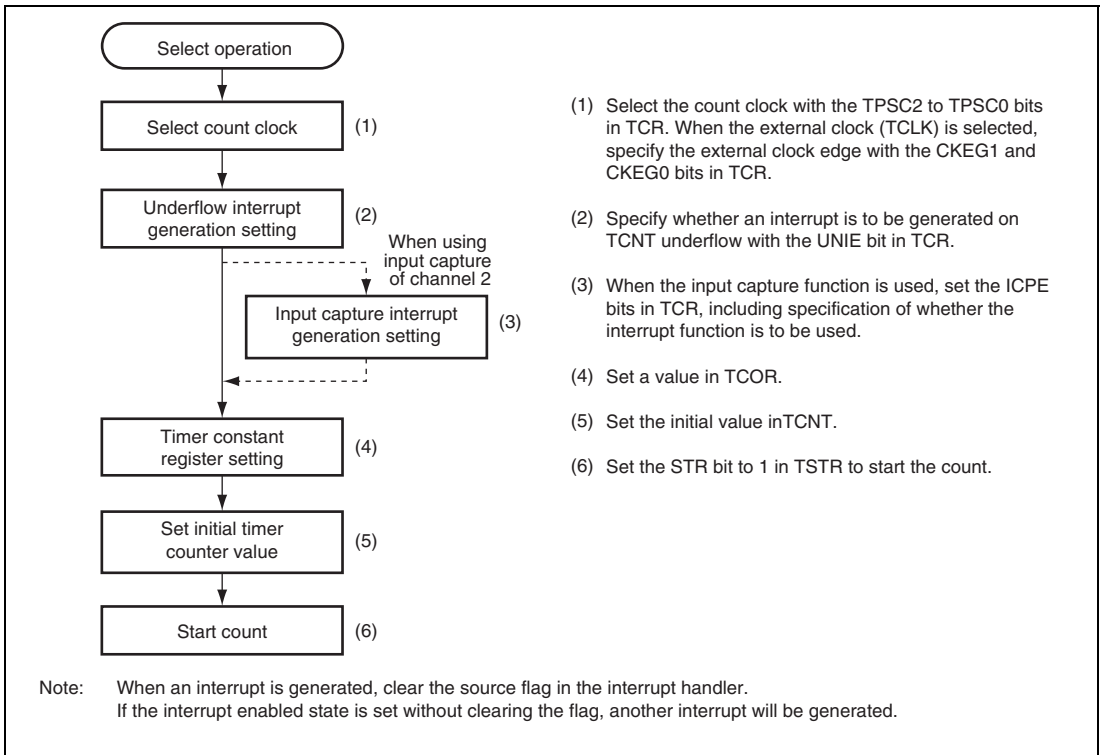 Select operation
Select count clock
(1)
Underflow interrupt
generation setting
(2)
When using
input capture
of channel 2
Input capture interrupt
generation setting
(3)
Timer constant
register setting
(4)
Set initial timer
counter value
(5)
Start count
(6)
(1) Select the count clock with the TPSC2 to TPSC0 bits
in TCR. When the external clock (TCLK) is selected,
specify the external clock edge with the CKEG1 and
CKEG0 bits in TCR.
(2) Specify whether an interrupt is to be generated on
TCNT underflow with the UNIE bit in TCR.
(3) When the input capture function is used, set the ICPE
bits in TCR, including specification of whether the
interrupt function is to be used.
(4) Set a value in TCOR.
(5) Set the initial value inTCNT.
(6) Set the STR bit to 1 in TSTR to start the count.
Note: When an interrupt is generated, clear the source flag in the interrupt handler.
If the interrupt enabled state is set without clearing the flag, another interrupt will be generated.